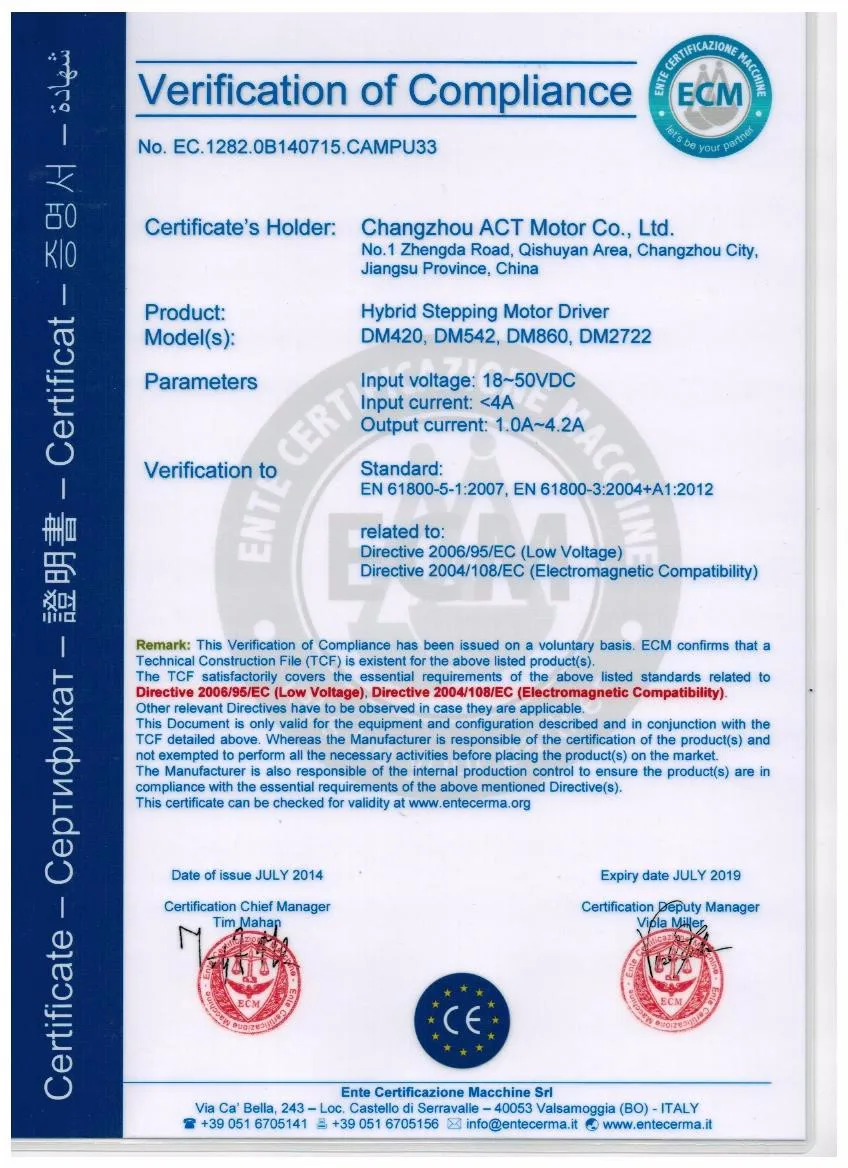 Certificate – Сертификат – 證明書 – Certificat – 증명서 – شهادة
Verification of Compliance
ENTE CERTIFICAZIONE MACCHINE
ECM
let's be your partner
No. EC.1282.0B140715.CAMPU33
Certificate's Holder: Changzhou ACT Motor Co., Ltd.
No.1 Zhengda Road, Qishuyan Area, Changzhou City,
Jiangsu Province, China
Product: Hybrid Stepping Motor Driver
Model(s): DM420, DM542, DM860, DM2722
Parameters Input voltage: 18~50VDC
Input current: <4A
Output current: 1.0A~4.2A
Verification to Standard:
EN 61800-5-1:2007, EN 61800-3:2004+A1:2012
related to:
Directive 2006/95/EC (Low Voltage)
Directive 2004/108/EC (Electromagnetic Compatibility)
ENTE CERTIFICAZIONE MACCHINE
ECM
Remark: This Verification of Compliance has been issued on a voluntary basis. ECM confirms that a
Technical Construction File (TCF) is existent for the above listed product(s).
The TCF satisfactorily covers the essential requirements of the above listed standards related to
Directive 2006/95/EC (Low Voltage), Directive 2004/108/EC (Electromagnetic Compatibility).
Other relevant Directives have to be observed in case they are applicable.
This Document is only valid for the equipment and configuration described and in conjunction with the
TCF detailed above. Whereas the Manufacturer is responsible of the certification of the product(s) and
not exempted to perform all the necessary activities before placing the product(s) on the market.
The Manufacturer is also responsible of the internal production control to ensure the product(s) are in
compliance with the essential requirements of the above mentioned Directive(s).
This certificate can be checked for validity at www.entecerma.org
Date of issue JULY 2014 Expiry date JULY 2019
Certification Chief Manager Certification Deputy Manager
Tim Mahan Viola Miller
Ente Certificazione Macchine
ECM
Ente Certificazione Macchine
ECM
CE
Ente Certificazione Macchine Srl
Via Ca' Bella, 243 – Loc. Castello di Serravalle – 40053 Valsamoggia (BO) - ITALY
☎ +39 051 6705141 +39 051 6705156 ✉ info@entecerma.it www.entecerma.it